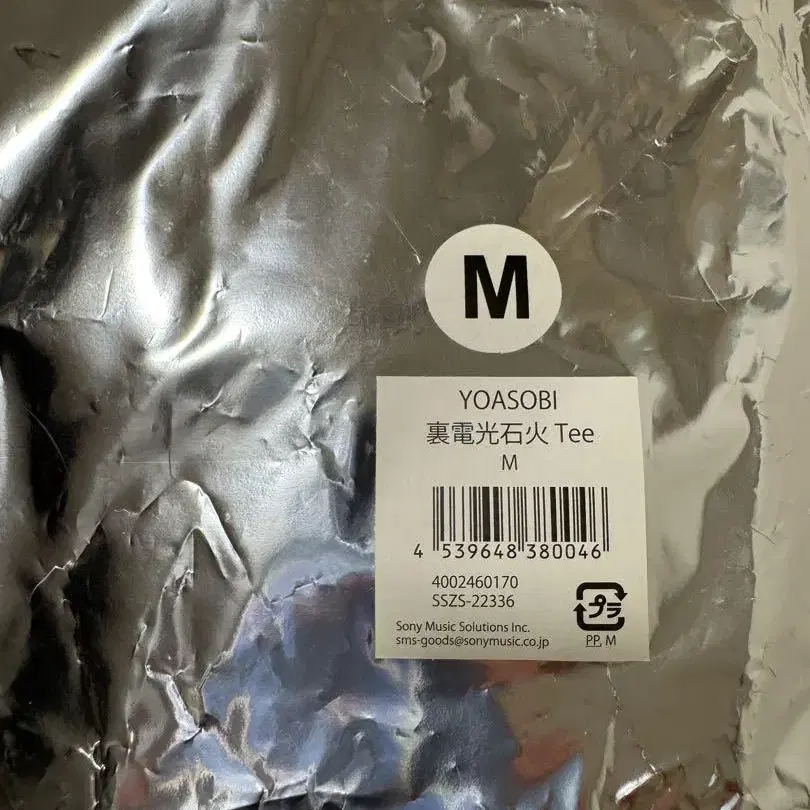 M
YOASOBI
裏電光石火 Tee
M
4 539648 380046
4002460170
SSZS-22336
プラ
Sony Music Solutions Inc.
sms-goods@sonymusic.co.jp
PP, M